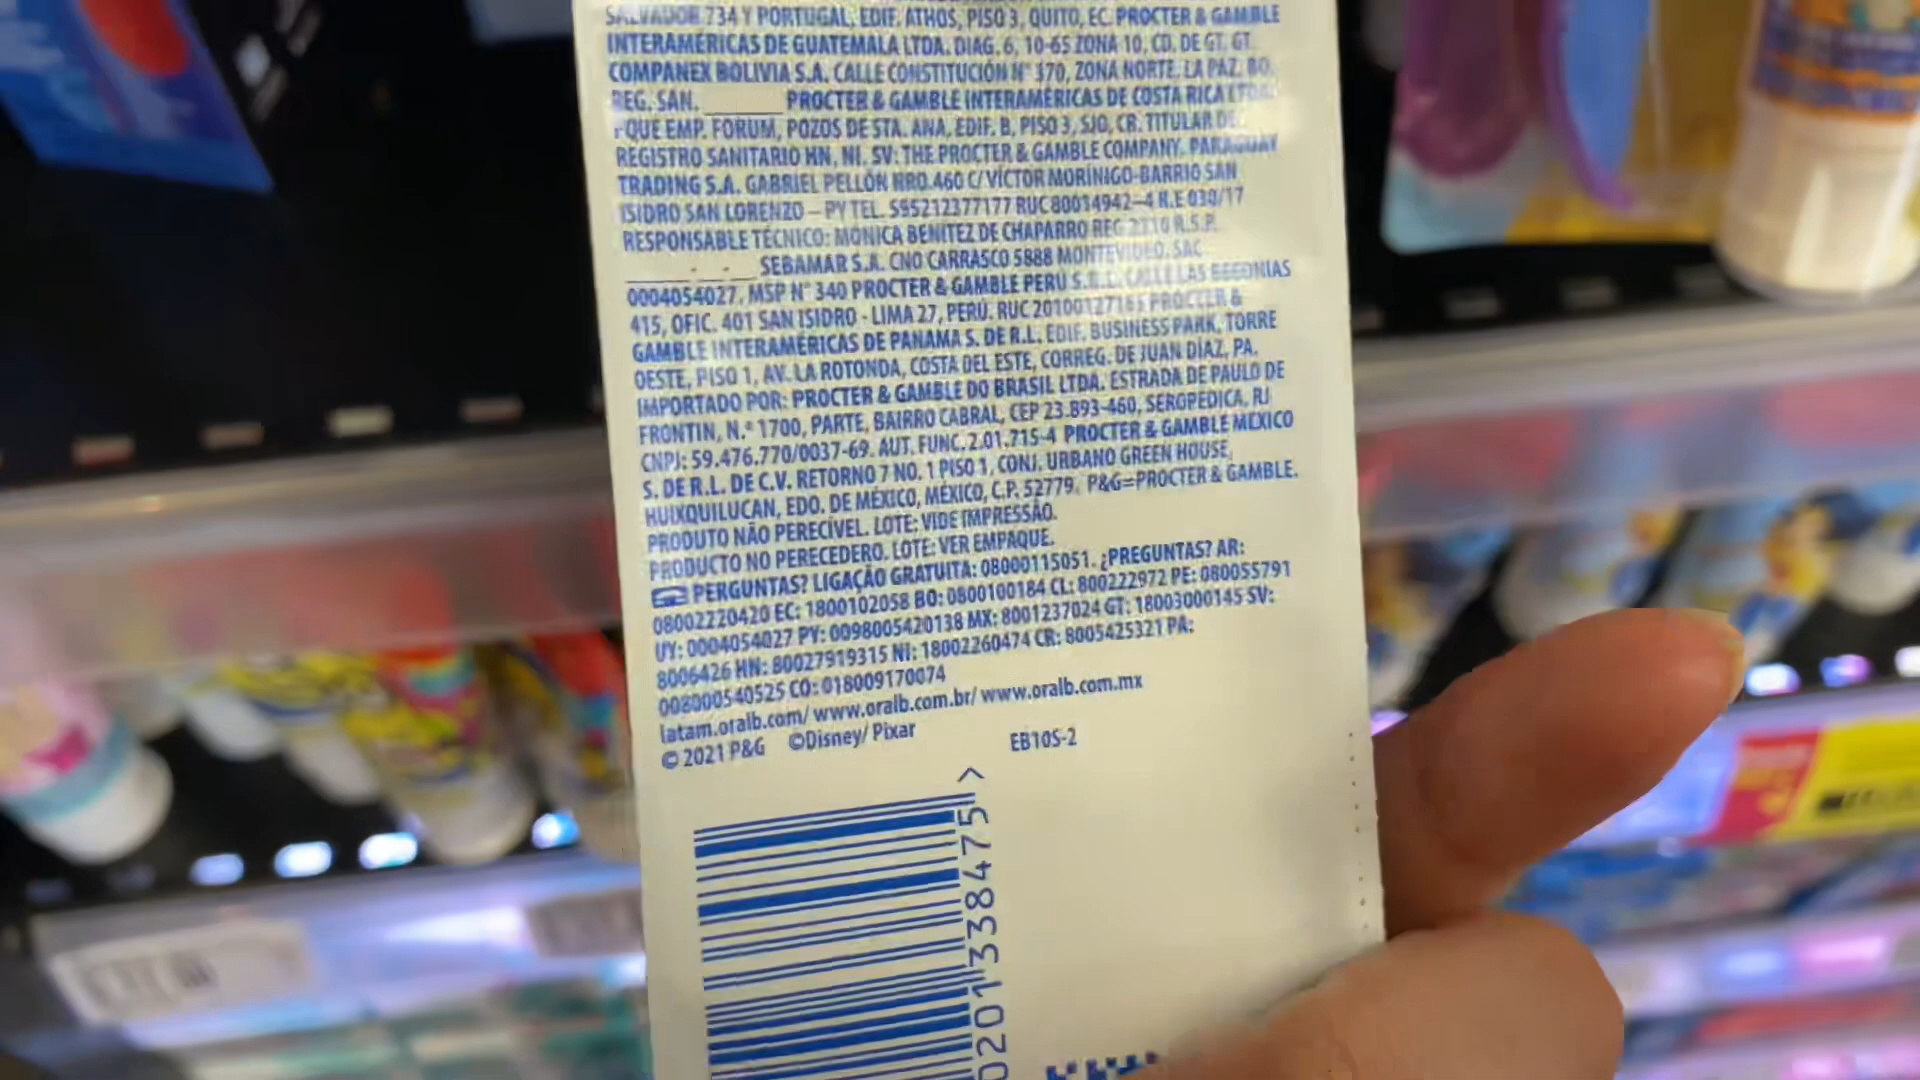 SALVADOR 734 Y PORTUGAL, EDIF. ATHOS, PISO 3, QUITO, EC. PROCTER & GAMBLE
INTERAMÉRICAS DE GUATEMALA LTDA. DIAG. 6, 10-65 ZONA 10, CD. DE GT. GT.
COMPANEX BOLIVIA S.A. CALLE CONSTITUCIÓN N° 370, ZONA NORTE. LA PAZ. BO.
REG. SAN. PROCTER & GAMBLE INTERAMÉRICAS DE COSTA RICA LTDA.
QUE EMP. FORUM, POZOS DE STA. ANA, EDIF. B, PISO 3, SJO, CR. TITULAR DE
REGISTRO SANITARIO HN, NI. SV: THE PROCTER & GAMBLE COMPANY. PARAGUAY
TRADING S.A. GABRIEL PELLÓN NRO.460 C/ VÍCTOR MORÍNIGO-BARRIO SAN
ISIDRO SAN LORENZO – PY TEL. 595212377177 RUC 80014942–4 R.E 030/17
RESPONSABLE TÉCNICO: MÓNICA BENITEZ DE CHAPARRO REG 2110 R.S.P.
SEBAMAR S.A. CNO CARRASCO 5888 MONTEVIDEO. SAC
0004054027. MSP N° 340 PROCTER & GAMBLE PERÚ S.R.L. CALLE LAS BEGONIAS
415, OFIC. 401 SAN ISIDRO - LIMA 27, PERÚ. RUC 20100127165 PROCTER &
GAMBLE INTERAMÉRICAS DE PANAMÁ S. DE R.L. EDIF. BUSINESS PARK, TORRE
OESTE, PISO 1, AV. LA ROTONDA, COSTA DEL ESTE, CORREG. DE JUAN DÍAZ, PA.
IMPORTADO POR: PROCTER & GAMBLE DO BRASIL LTDA. ESTRADA DE PAULO DE
FRONTIN, N.º 1700, PARTE, BAIRRO CABRAL, CEP 23.893-460, SEROPÉDICA, RJ
CNPJ: 59.476.770/0037-69. AUT. FUNC. 2.01.715-4 PROCTER & GAMBLE MÉXICO
S. DE R.L. DE C.V. RETORNO 7 NO. 1 PISO 1, CONJ. URBANO GREEN HOUSE,
HUIXQUILUCAN, EDO. DE MÉXICO, MÉXICO, C.P. 52779. P&G=PROCTER & GAMBLE.
PRODUTO NÃO PERECÍVEL. LOTE: VIDE IMPRESSÃO.
PRODUCTO NO PERECEDERO. LOTE: VER EMPAQUE.
PERGUNTAS? LIGAÇÃO GRATUITA: 08000115051. ¿PREGUNTAS? AR:
08002220420 EC: 1800102058 BO: 0800100184 CL: 800222972 PE: 080055791
UY: 0004054027 PY: 0098005420138 MX: 8001237024 GT: 18003000145 SV:
8006426 HN: 80027919315 NI: 18002260474 CR: 8005425321 PA:
008000540525 CO: 018009170074
latam.oralb.com/ www.oralb.com.br/ www.oralb.com.mx
© 2021 P&G ©Disney/ Pixar EB10S-2
020133 8475 >